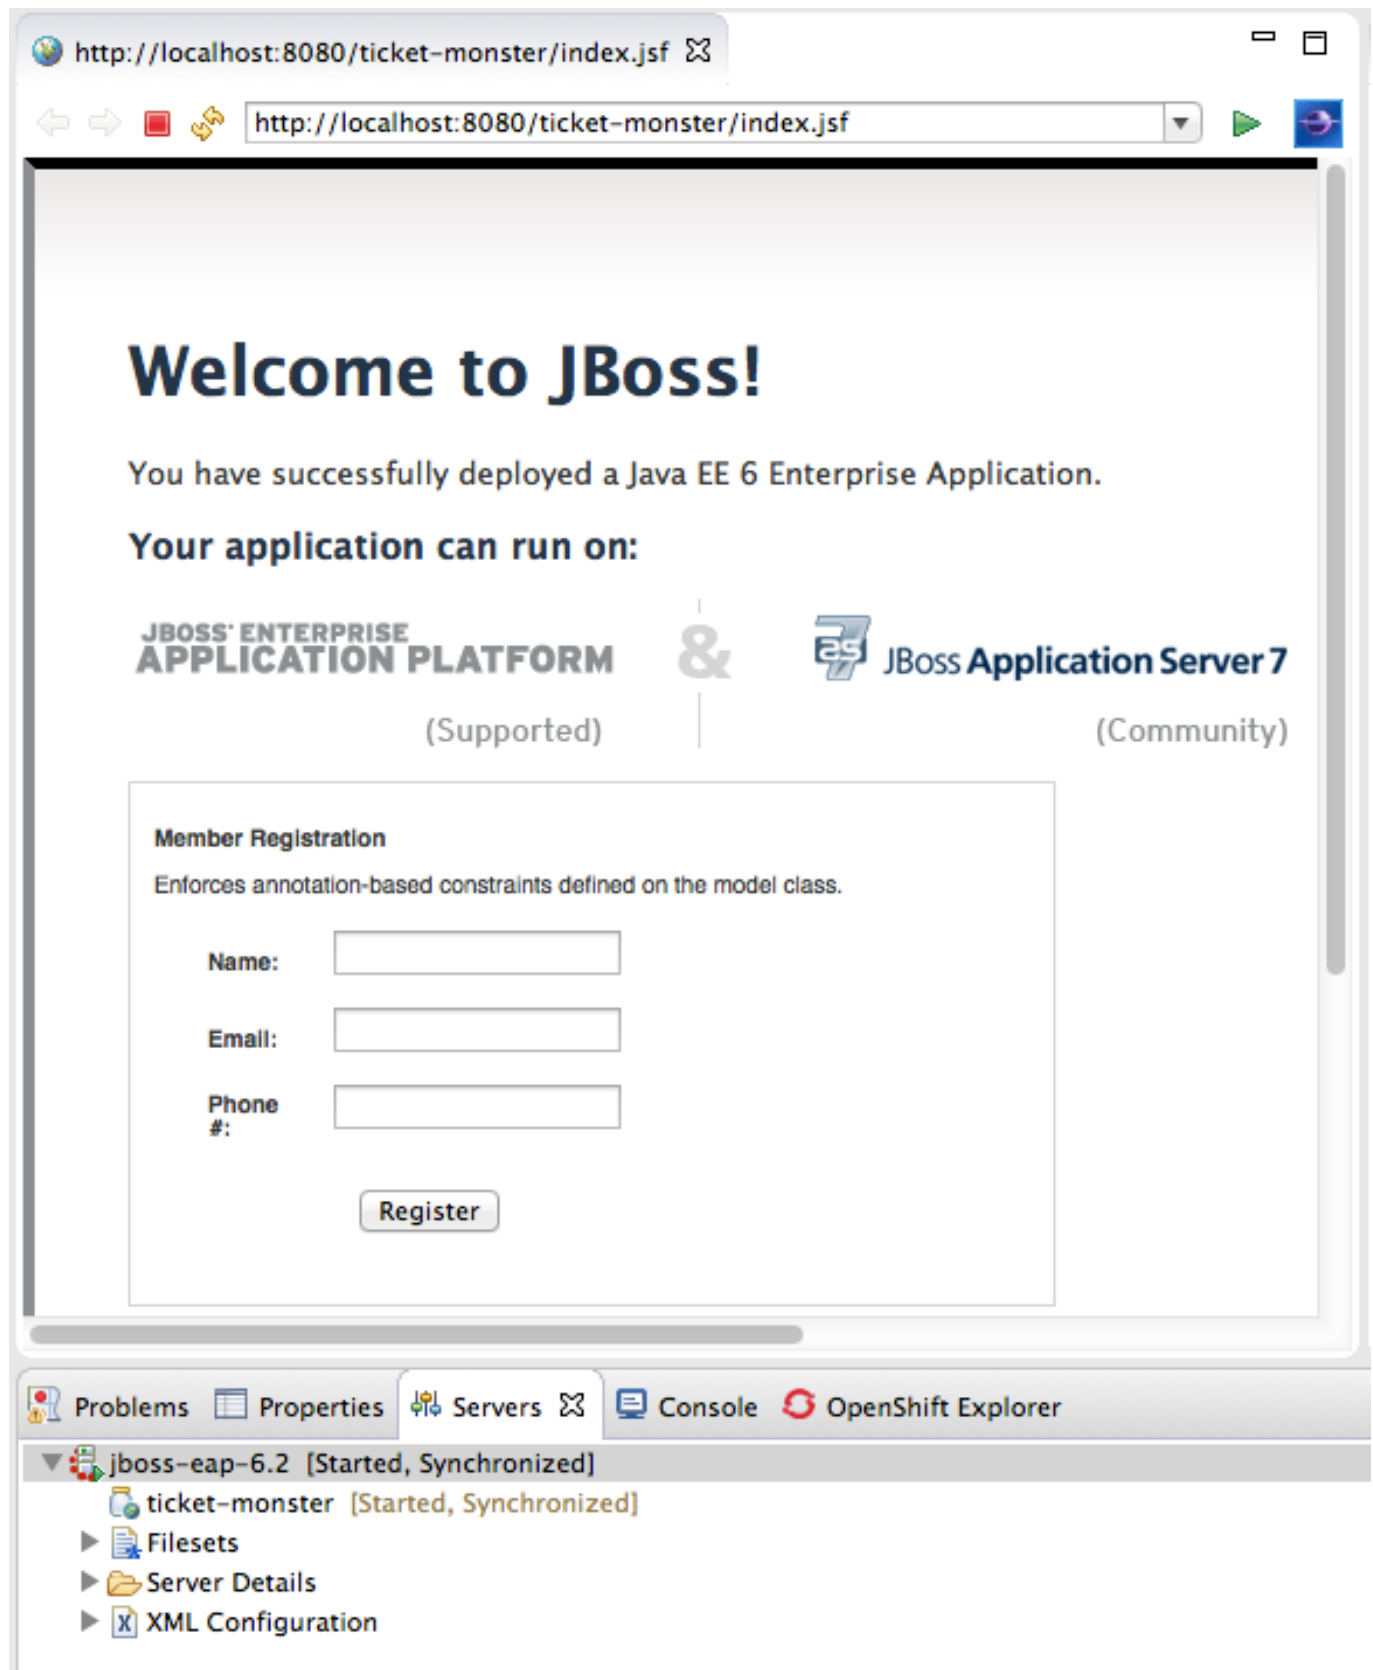 http://localhost:8080/ticket-monster/index.jsf
http://localhost:8080/ticket-monster/index.jsf
Welcome to JBoss!
You have successfully deployed a Java EE 6 Enterprise Application.
Your application can run on:
JBOSS' ENTERPRISE
APPLICATION PLATFORM
&
as 7 JBoss Application Server 7
(Supported)
(Community)
Member Registration
Enforces annotation-based constraints defined on the model class.
Name:
Email:
Phone
#:
Register
Problems Properties Servers Console OpenShift Explorer
jboss-eap-6.2 [Started, Synchronized]
ticket-monster [Started, Synchronized]
Filesets
Server Details
X XML Configuration